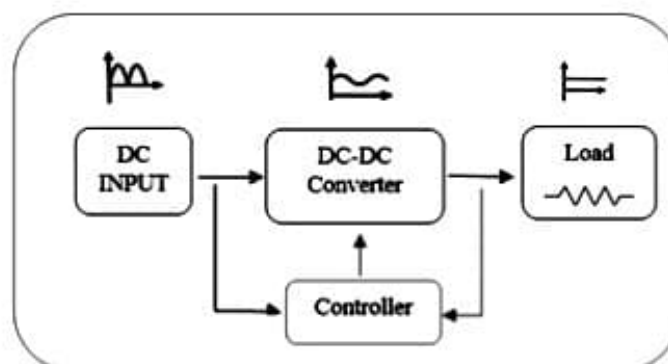 DC
INPUT
DC-DC
Converter
Load
Controller